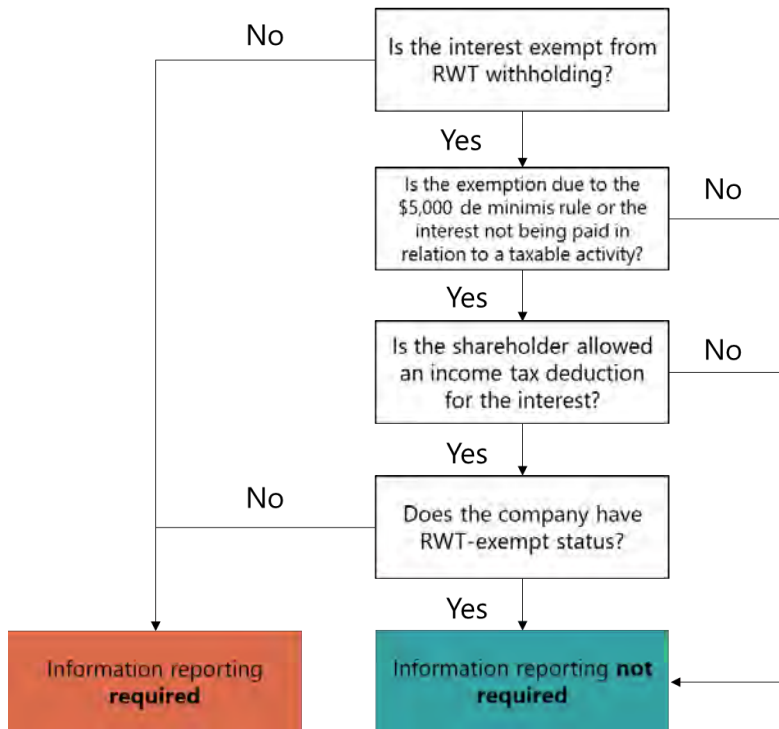 No
Is the interest exempt from
RWT withholding?
Yes
Is the exemption due to the
$5,000 de minimis rule or the
interest not being paid in
relation to a taxable activity?
No
Yes
Is the shareholder allowed
an income tax deduction
for the interest?
No
Yes
No
Does the company have
RWT-exempt status?
Yes
Information reporting
required
Information reporting not
required